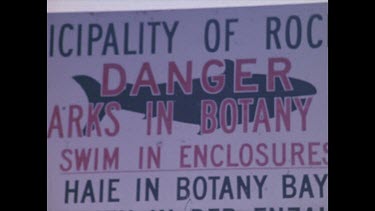 ICIPALITY OF ROC
DANGER
ARKS IN BOTANY
SWIM IN ENCLOSURES
HAIE IN BOTANY BAY